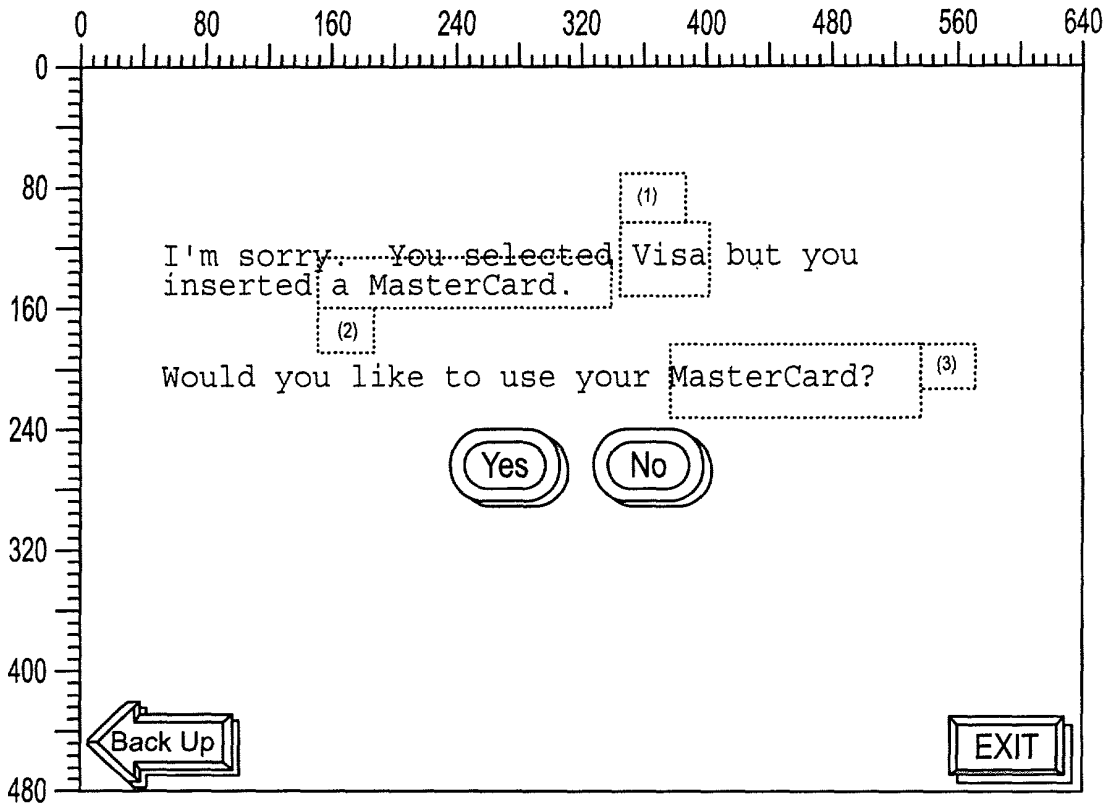 0 80 160 240 320 400 480 560 640
0
80
(1)
I'm sorry.  You selected Visa but you
inserted a MasterCard.
160
(2)
(3)
Would you like to use your MasterCard?
240
Yes No
320
400
Back Up EXIT
480